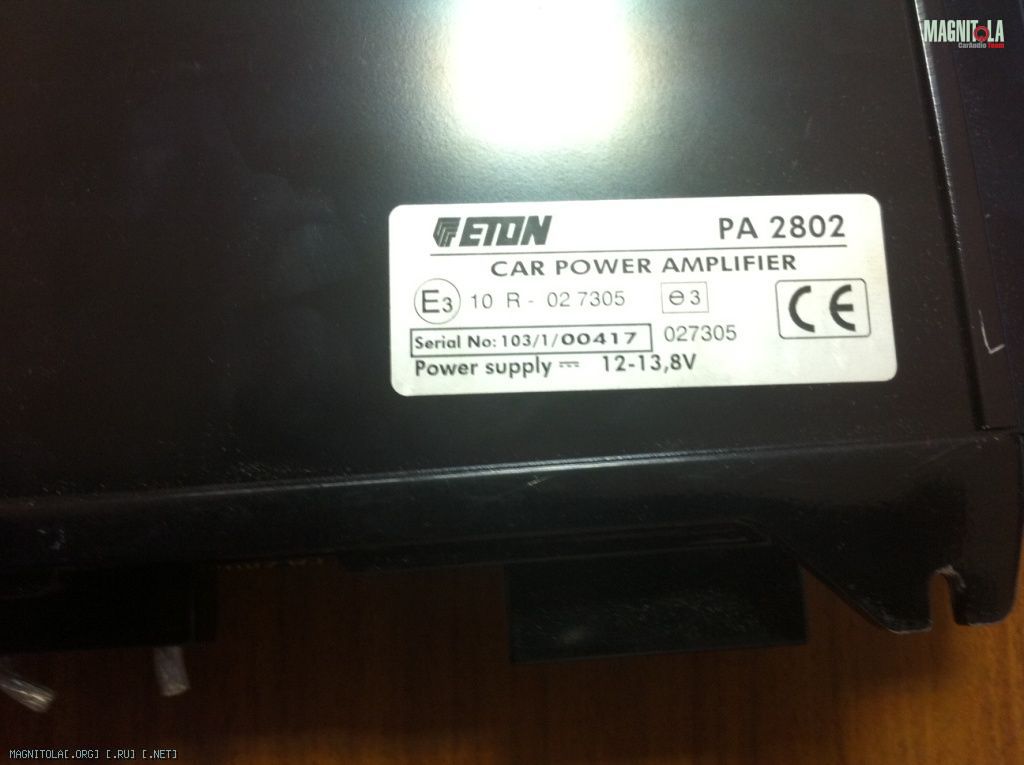 MAGNITOLA
CarAudio Team
ETON PA 2802
CAR POWER AMPLIFIER
E3 10 R - 02 7305 e3
Serial No: 103/1/00417 027305
CE
Power supply ⎓ 12-13,8V
MAGNITOLA[.ORG] [.RU] [.NET]